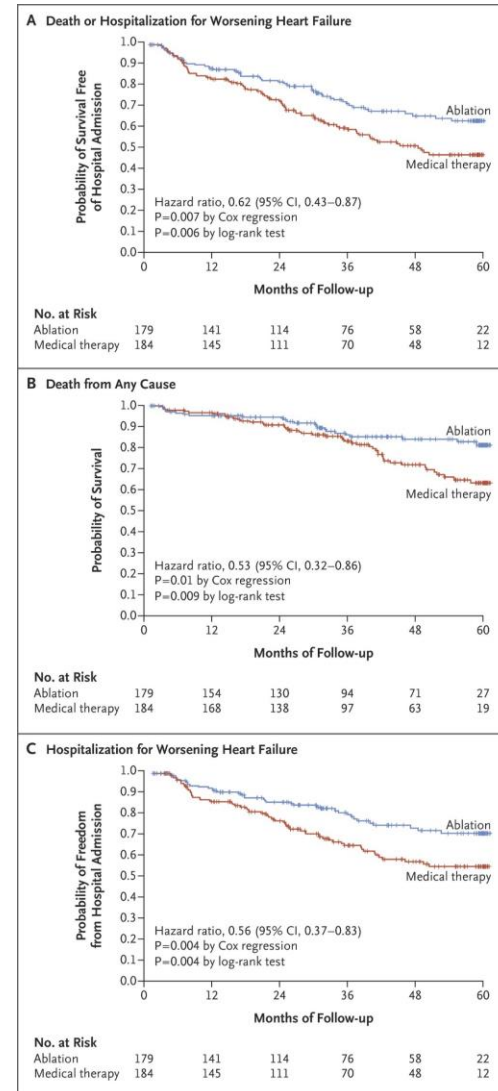 A Death or Hospitalization for Worsening Heart Failure
Probability of Survival Free
of Hospital Admission
1.0
0.9
0.8
0.7
0.6
0.5
0.4
0.3
0.2
0.1
0.0
Ablation
Medical therapy
Hazard ratio, 0.62 (95% CI, 0.43–0.87)
P=0.007 by Cox regression
P=0.006 by log-rank test
0 12 24 36 48 60
Months of Follow-up
No. at Risk
Ablation 179 141 114 76 58 22
Medical therapy 184 145 111 70 48 12
B Death from Any Cause
Probability of Survival
1.0
0.9
0.8
0.7
0.6
0.5
0.4
0.3
0.2
0.1
0.0
Ablation
Medical therapy
Hazard ratio, 0.53 (95% CI, 0.32–0.86)
P=0.01 by Cox regression
P=0.009 by log-rank test
0 12 24 36 48 60
Months of Follow-up
No. at Risk
Ablation 179 154 130 94 71 27
Medical therapy 184 168 138 97 63 19
C Hospitalization for Worsening Heart Failure
Probability of Freedom
from Hospital Admission
1.0
0.9
0.8
0.7
0.6
0.5
0.4
0.3
0.2
0.1
0.0
Ablation
Medical therapy
Hazard ratio, 0.56 (95% CI, 0.37–0.83)
P=0.004 by Cox regression
P=0.004 by log-rank test
0 12 24 36 48 60
Months of Follow-up
No. at Risk
Ablation 179 141 114 76 58 22
Medical therapy 184 145 111 70 48 12